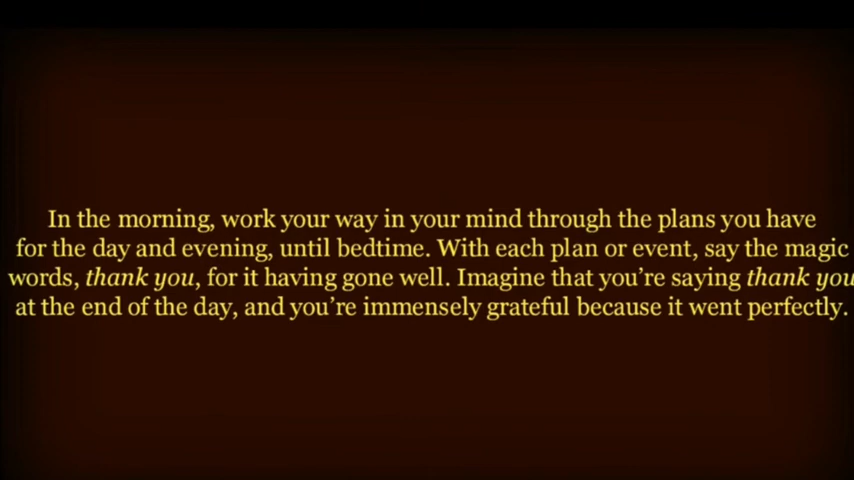 In the morning, work your way in your mind through the plans you have
for the day and evening, until bedtime. With each plan or event, say the magic
words, thank you, for it having gone well. Imagine that you’re saying thank you
at the end of the day, and you’re immensely grateful because it went perfectly.